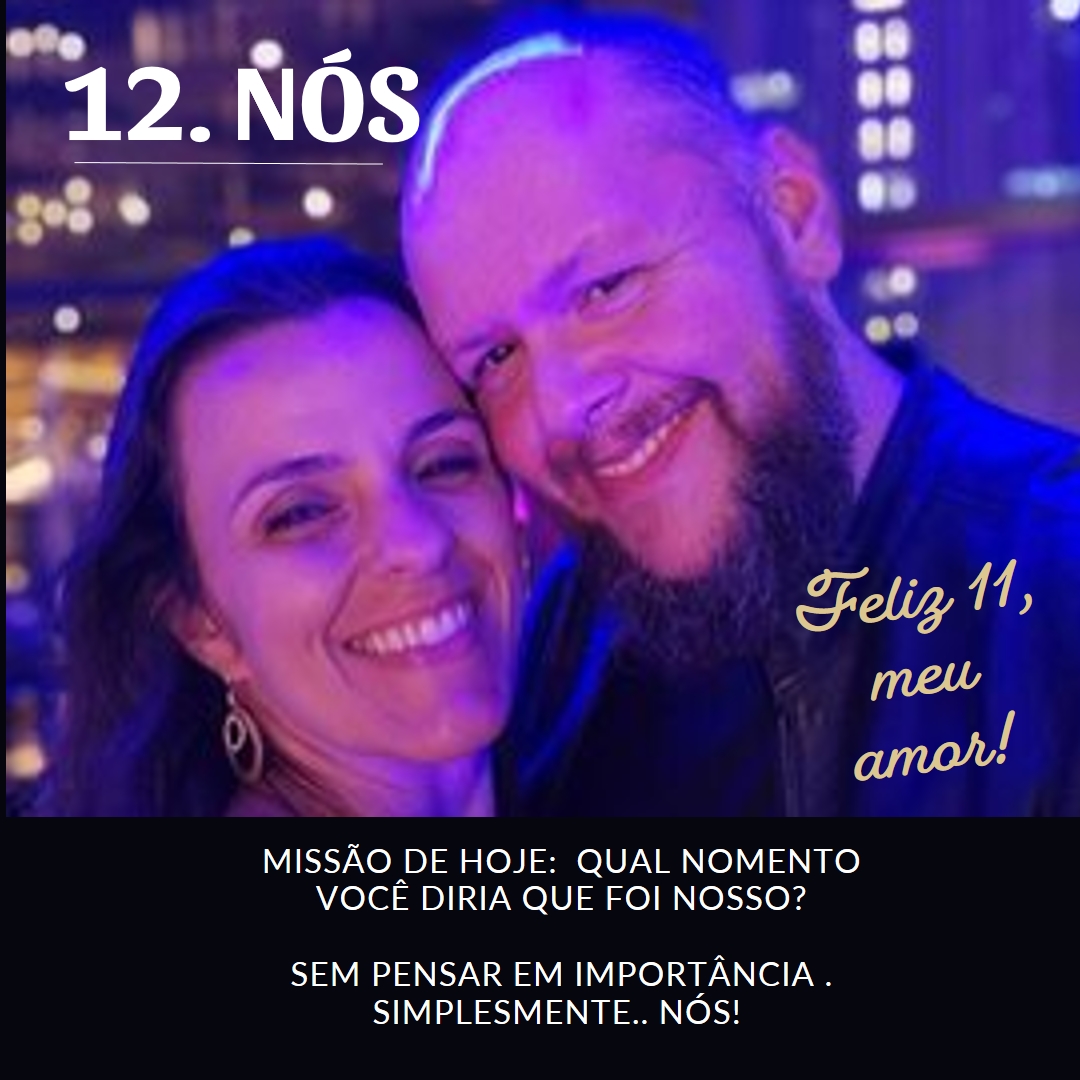 12. NÓS
Feliz 11,
meu
amor!
MISSÃO DE HOJE:  QUAL NOMENTO
VOCÊ DIRIA QUE FOI NOSSO?
SEM PENSAR EM IMPORTÂNCIA .
SIMPLESMENTE.. NÓS!